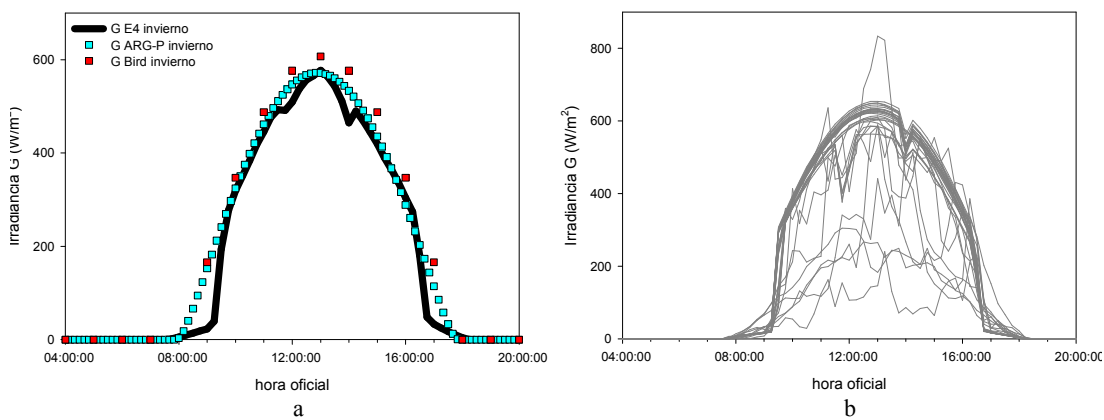 G E4 invierno
G ARG-P invierno
G Bird invierno
Irradiancia G (W/m²)
600
400
200
0
04:00:00 08:00:00 12:00:00 16:00:00 20:00:00
hora oficial
a
Irradiancia G (W/m²)
800
600
400
200
0
04:00:00 08:00:00 12:00:00 16:00:00 20:00:00
hora oficial
b